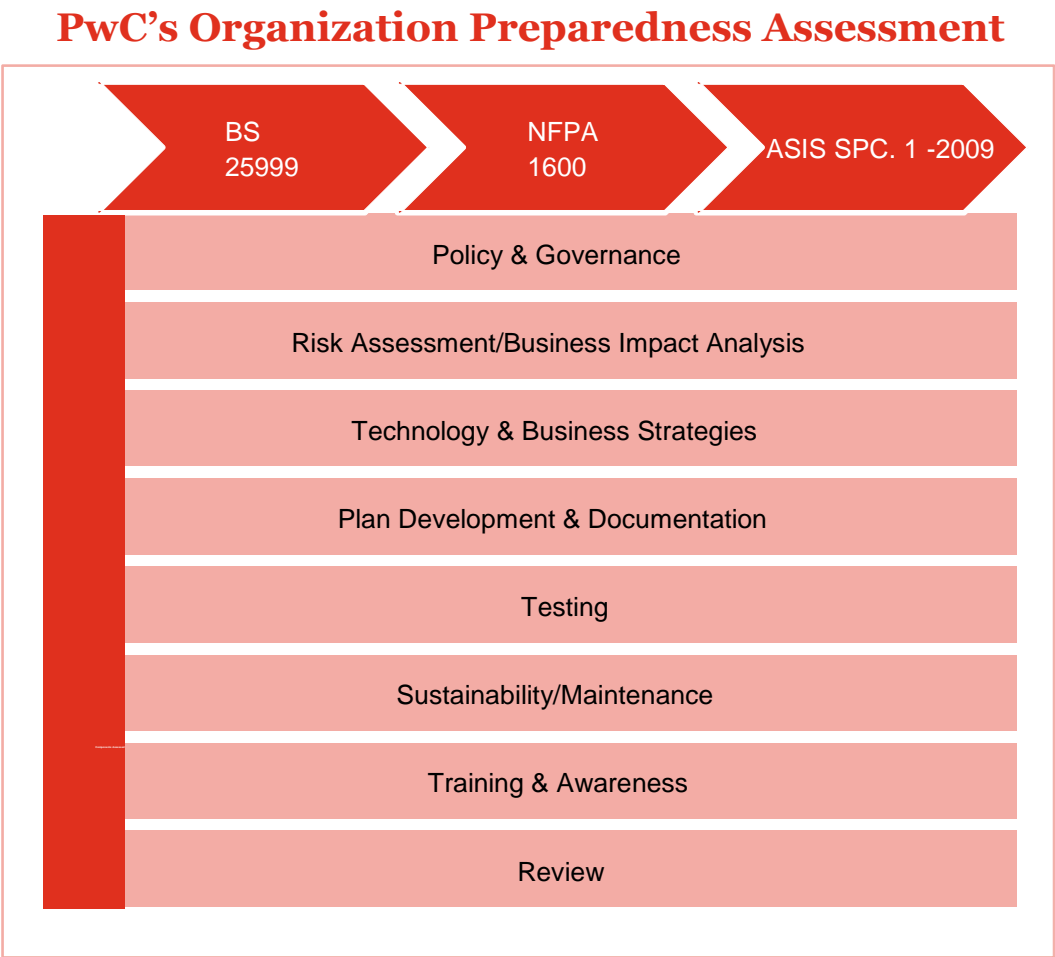 PwC’s Organization Preparedness Assessment
BS
25999
NFPA
1600
ASIS SPC. 1 -2009
Policy & Governance
Risk Assessment/Business Impact Analysis
Technology & Business Strategies
Plan Development & Documentation
Testing
Sustainability/Maintenance
Training & Awareness
Review